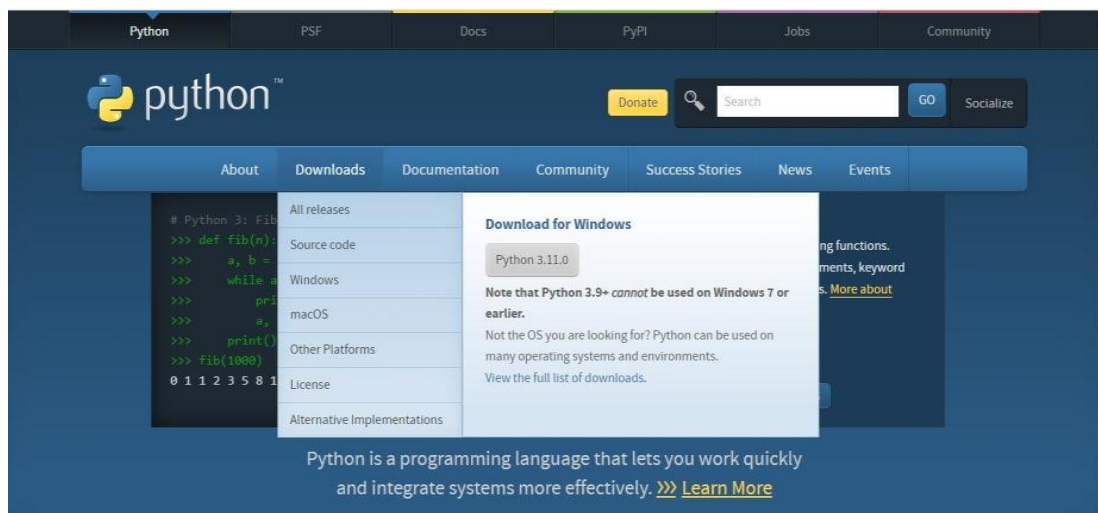 Python PSF Docs PyPI Jobs Community
python™
Donate Search GO Socialize
About Downloads Documentation Community Success Stories News Events
All releases
Source code
Windows
macOS
Other Platforms
License
Alternative Implementations
Download for Windows
Python 3.11.0
Note that Python 3.9+ cannot be used on Windows 7 or
earlier.
Not the OS you are looking for? Python can be used on
many operating systems and environments.
View the full list of downloads.
# Python 3: Fib
>>> def fib(n):
>>> a, b =
>>> while a
>>> pri
>>> a,
>>> print()
>>> fib(1000)
0 1 1 2 3 5 8 1
ng functions.
ments, keyword
s. More about
Python is a programming language that lets you work quickly
and integrate systems more effectively. >>> Learn More